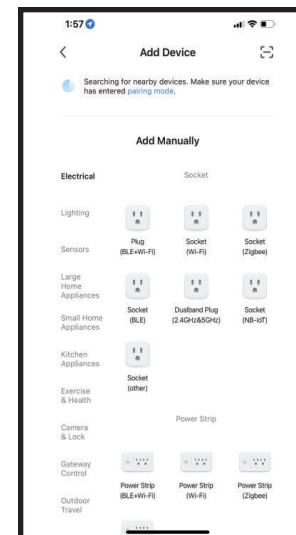 1:57
Add Device
Searching for nearby devices. Make sure your device
has entered pairing mode.
Add Manually
Electrical
Socket
Lighting
Plug
(BLE+Wi-Fi)
Socket
(Wi-Fi)
Socket
(Zigbee)
Sensors
Large
Home
Appliances
Socket
(BLE)
Dualband Plug
(2.4GHz&5GHz)
Socket
(NB-IoT)
Small Home
Appliances
Kitchen
Appliances
Socket
(other)
Exercise
& Health
Power Strip
Camera
& Lock
Gateway
Control
Power Strip
(BLE+Wi-Fi)
Power Strip
(Wi-Fi)
Power Strip
(Zigbee)
Outdoor
Travel